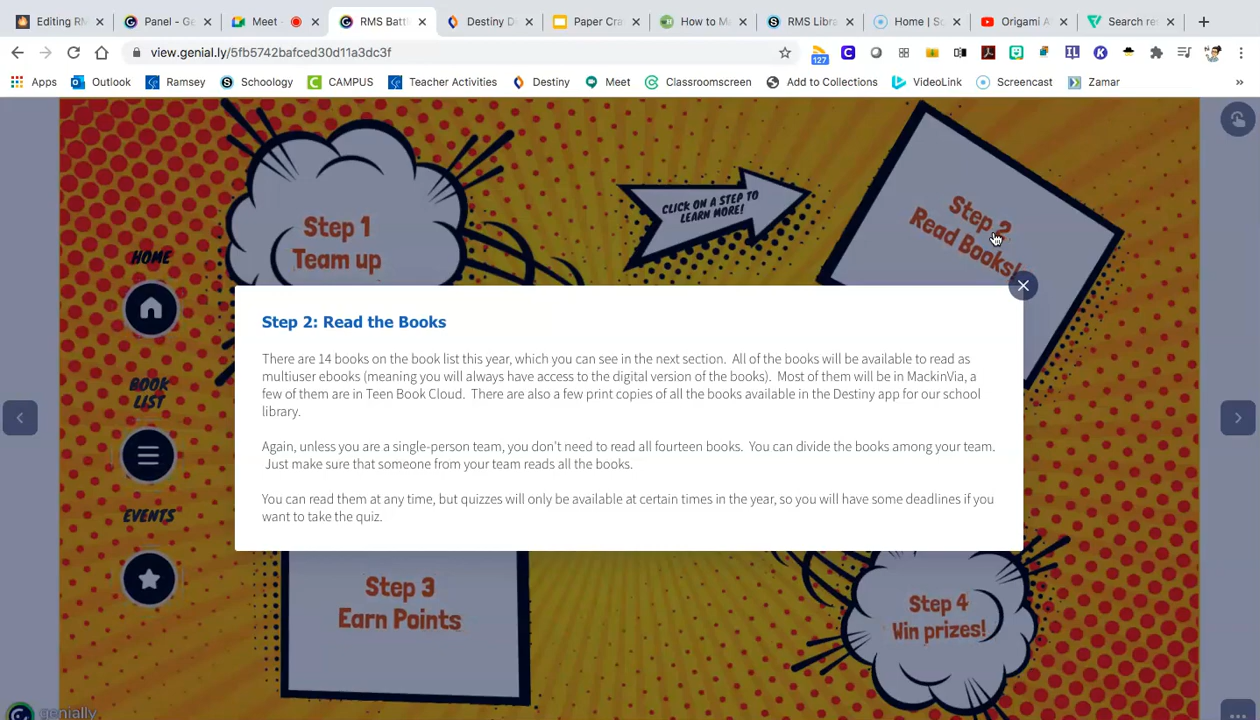 Editing RM
Panel - Ge
Meet -
RMS Battl
Destiny D
Paper Cra
How to M
RMS Libra
Home | Sc
Origami A
Search re
view.genial.ly/5fb5742bafced30d11a3dc3f
127
Apps
Outlook
Ramsey
Schoology
CAMPUS
Teacher Activities
Destiny
Meet
Classroomscreen
Add to Collections
VideoLink
Screencast
Zamar
»
Step 1
Team up
CLICK ON A STEP TO
LEARN MORE!
Step 2
Read Books!
HOME
BOOK
LIST
EVENTS
Step 2: Read the Books
There are 14 books on the book list this year, which you can see in the next section. All of the books will be available to read as
multiuser ebooks (meaning you will always have access to the digital version of the books). Most of them will be in MackinVia, a
few of them are in Teen Book Cloud. There are also a few print copies of all the books available in the Destiny app for our school
library.
Again, unless you are a single-person team, you don't need to read all fourteen books. You can divide the books among your team.
Just make sure that someone from your team reads all the books.
You can read them at any time, but quizzes will only be available at certain times in the year, so you will have some deadlines if you
want to take the quiz.
Step 3
Earn Points
Step 4
Win prizes!
genially